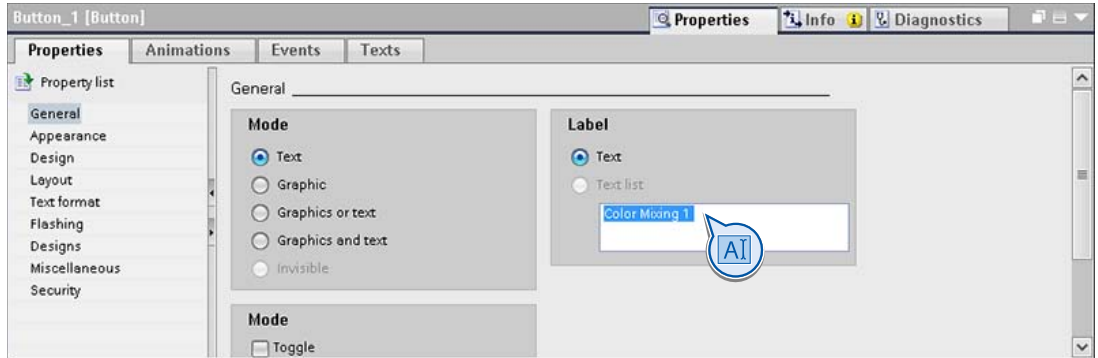 Button_1 [Button]
Properties
Info
Diagnostics
Properties
Animations
Events
Texts
Property list
General
Appearance
Design
Layout
Text format
Flashing
Designs
Miscellaneous
Security
General
Mode
Text
Graphic
Graphics or text
Graphics and text
Invisible
Label
Text
Text list
Color Mixing 1
AI
Mode
Toggle